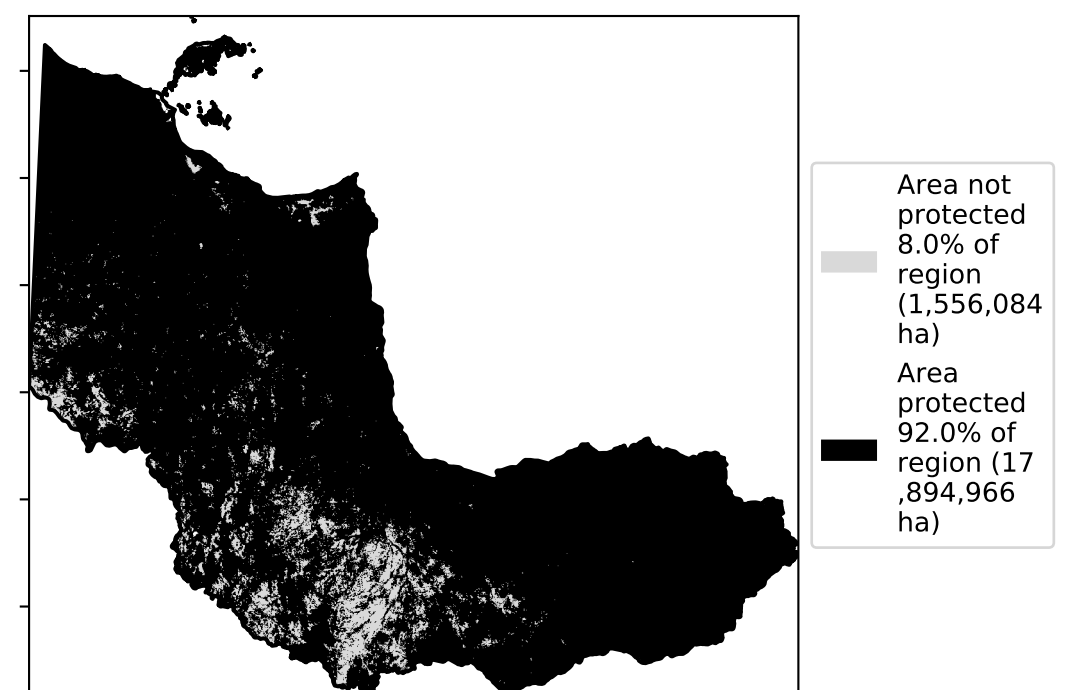 Area not
protected
8.0% of
region
(1,556,084
ha)
Area
protected
92.0% of
region (17
,894,966
ha)